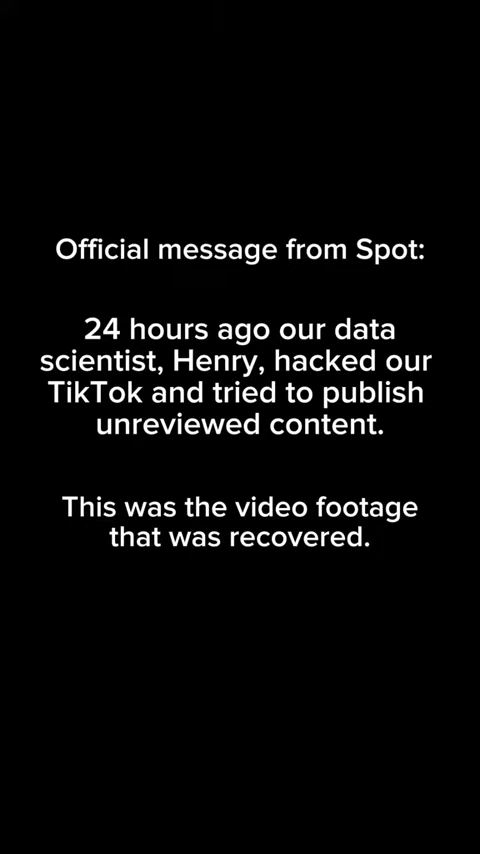 Official message from Spot:
24 hours ago our data
scientist, Henry, hacked our
TikTok and tried to publish
unreviewed content.
This was the video footage
that was recovered.